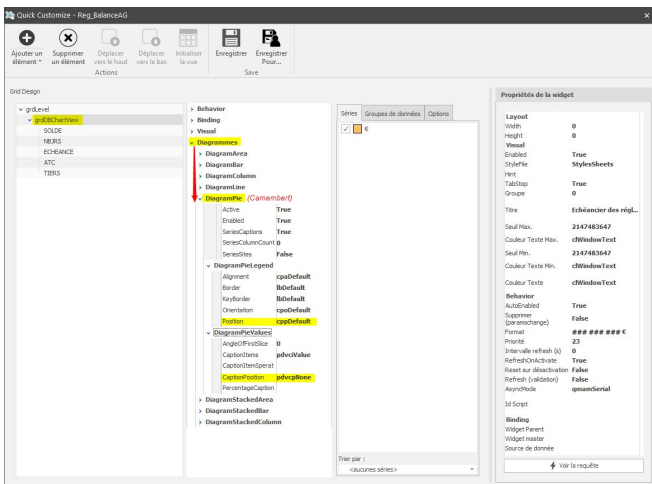 Quick Customize - Reg_BalanceAG
Ajouter un élément
Supprimer un élément
Déplacer vers le haut
Déplacer vers le bas
Initialiser la vue
Enregistrer
Enregistrer Pour...
Actions
Save
Grid Design
grdLevel
grdDBChartView
SOLDE
NBJRS
ECHEANCE
ATC
TIERS
Behavior
Binding
Visual
Diagrammes
DiagramArea
DiagramBar
DiagramColumn
DiagramLine
DiagramPie (Camembert)
Active True
Enabled True
SeriesCaptions True
SeriesColumnCount 0
SeriesSites False
DiagramPieLegend
Alignment cpaDefault
Border lbDefault
KeyBorder lbDefault
Orientation cpoDefault
Position cppDefault
DiagramPieValues
AngleOfFirstSlice 0
CaptionItems pdvciValue
CaptionItemSperat
CaptionPosition pdvcpNone
PercentageCaption
DiagramStackedArea
DiagramStackedBar
DiagramStackedColumn
Séries Groupes de données Options
€
Trier par :
<aucunes séries>
Propriétés de la widget
Layout
Width 0
Height 0
Visual
Enabled True
StyleFile StylesSheets
Hint
TabStop True
Groupe 0
Titre Echéancier des régl...
Seuil Max. 2147483647
Couleur Texte Max. clWindowText
Seuil Min. 2147483647
Couleur Texte Min. clWindowText
Couleur Texte clWindowText
Behavior
AutoEnabled True
Supprimer (paramschange) False
Format ### ### ### €
Priorité 23
Intervalle refresh (s) 0
RefreshOnActivate True
Reset sur désactivation False
Refresh (validation) False
AsyncMode qmamSerial
Id Script
Binding
Widget Parent
Widget master
Source de donnée
Voir la requête